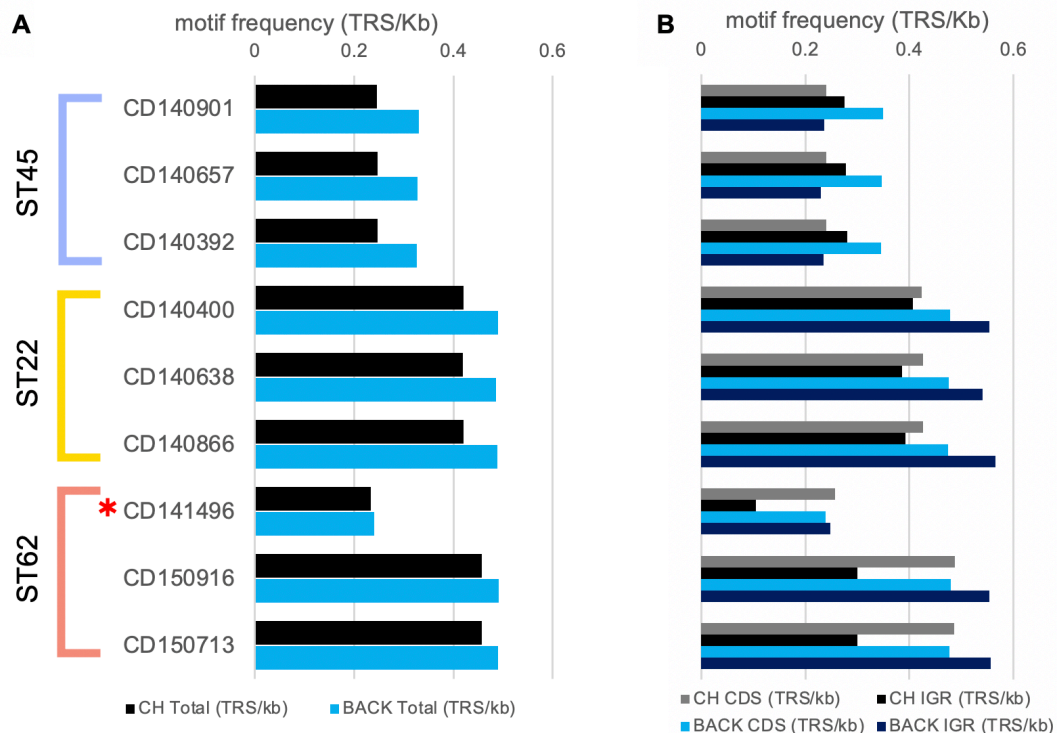 A
motif frequency (TRS/Kb)
0 0.2 0.4 0.6
ST45
CD140901
CD140657
CD140392
ST22
CD140400
CD140638
CD140866
ST62
* CD141496
CD150916
CD150713
CH Total (TRS/kb) BACK Total (TRS/kb)
B
motif frequency (TRS/Kb)
0 0.2 0.4 0.6
CH CDS (TRS/kb) CH IGR (TRS/kb)
BACK CDS (TRS/kb) BACK IGR (TRS/kb)